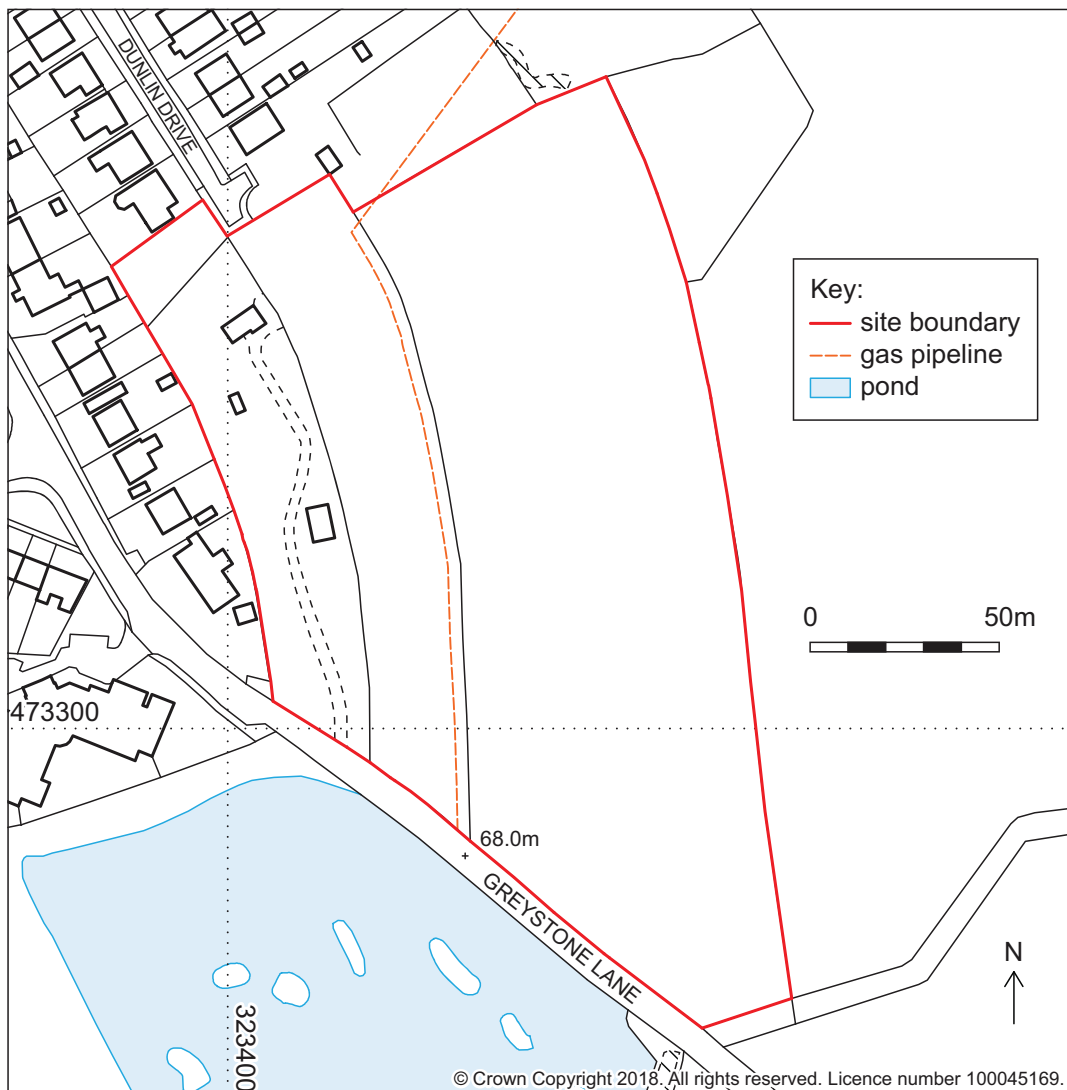 DUNLIN DRIVE
Key:
site boundary
gas pipeline
pond
0 50m
473300
68.0m
GREYSTONE LANE
N
323400
© Crown Copyright 2018. All rights reserved. Licence number 100045169.